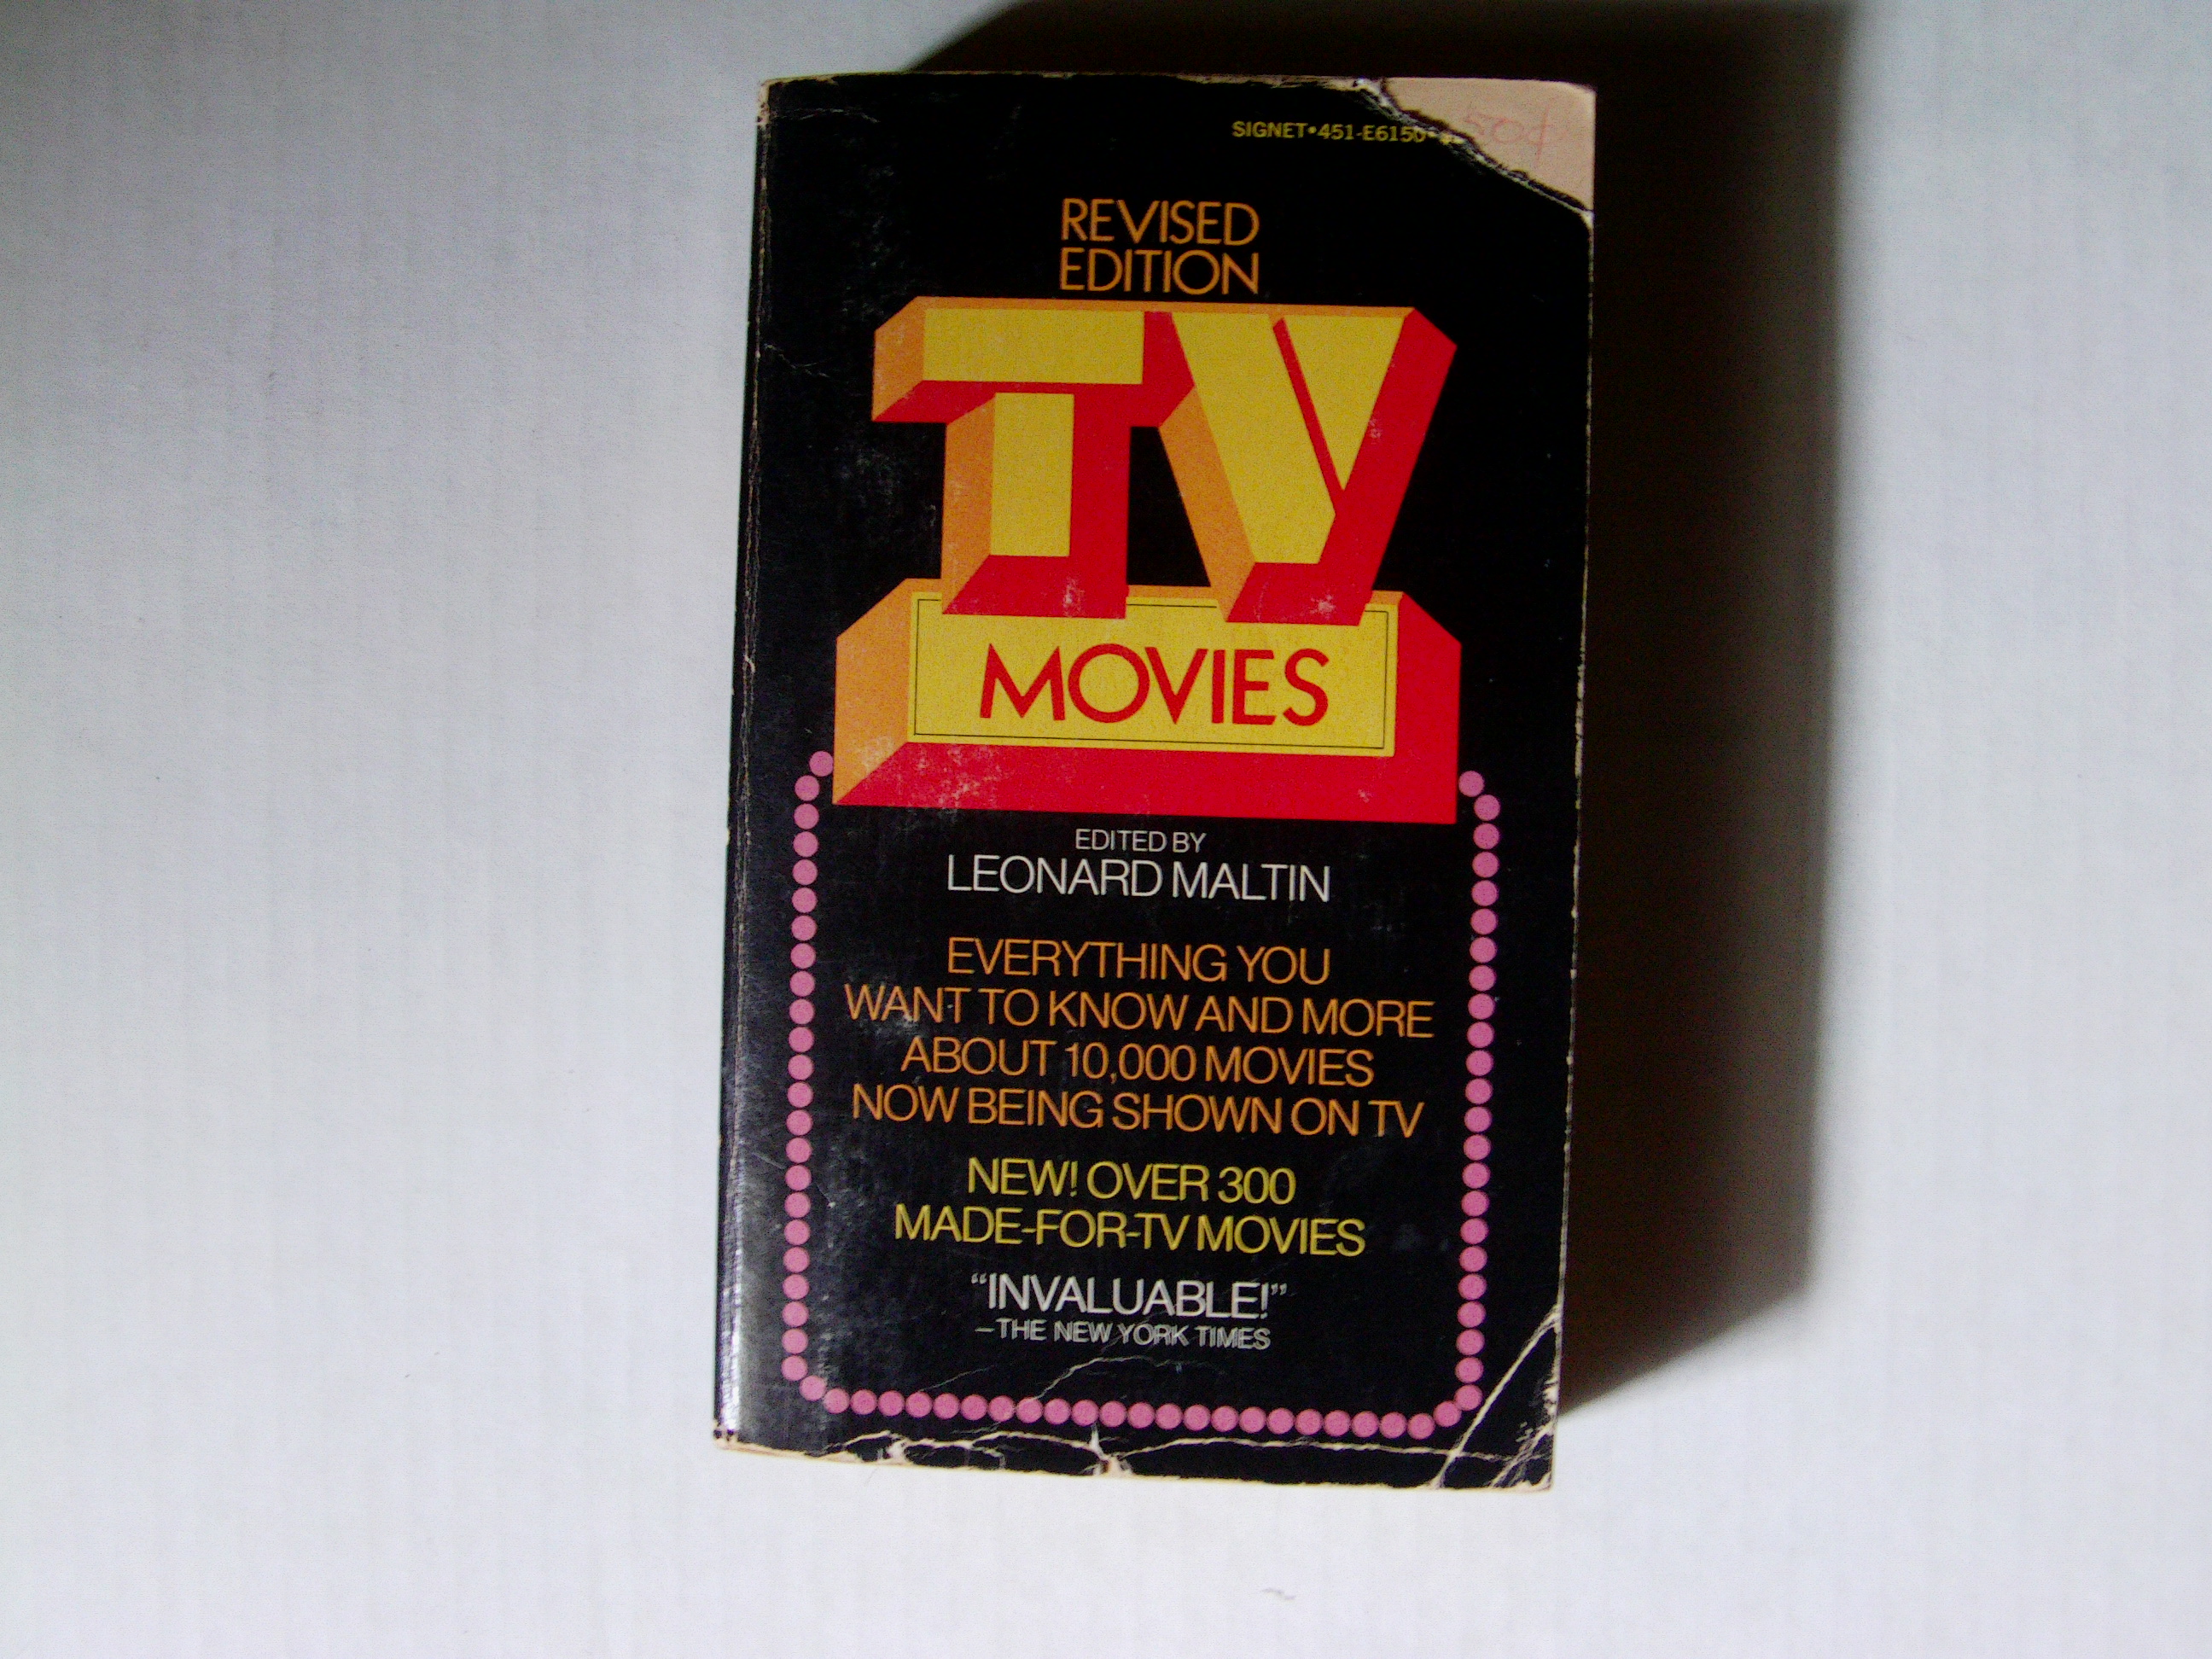 SIGNET•451-E6150
50¢
REVISED
EDITION
TV
MOVIES
EDITED BY
LEONARD MALTIN
EVERYTHING YOU
WANT TO KNOW AND MORE
ABOUT 10,000 MOVIES
NOW BEING SHOWN ON TV
NEW! OVER 300
MADE-FOR-TV MOVIES
“INVALUABLE!”
–THE NEW YORK TIMES